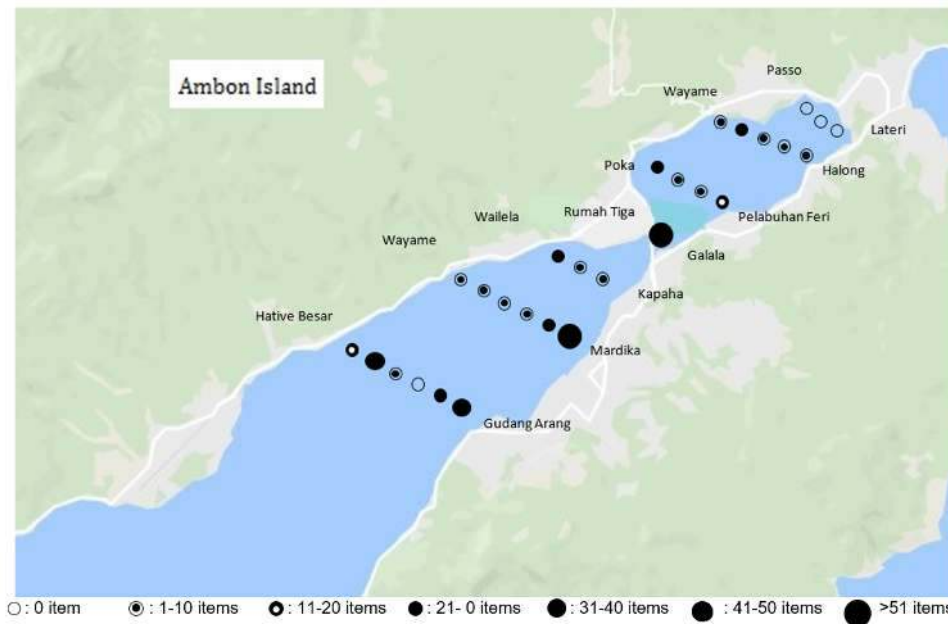 Ambon Island
Passo
Wayame
Lateri
Halong
Poka
Rumah Tiga
Pelabuhan Feri
Wailela
Galala
Wayame
Kapaha
Hative Besar
Mardika
Gudang Arang
: 0 item : 1-10 items : 11-20 items : 21- 0 items : 31-40 items : 41-50 items >51 items